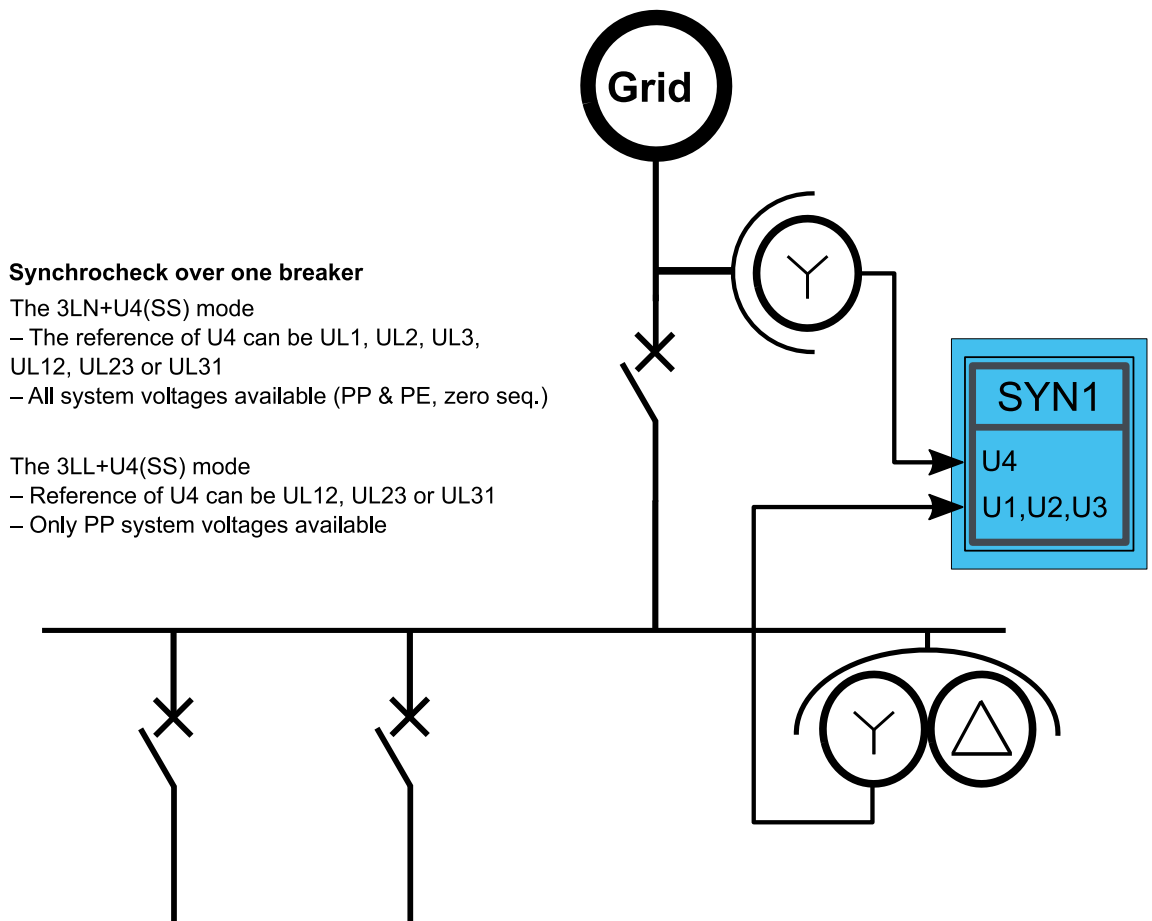 Grid
Synchrocheck over one breaker
The 3LN+U4(SS) mode
– The reference of U4 can be UL1, UL2, UL3,
UL12, UL23 or UL31
– All system voltages available (PP & PE, zero seq.)
The 3LL+U4(SS) mode
– Reference of U4 can be UL12, UL23 or UL31
– Only PP system voltages available
SYN1
U4
U1,U2,U3